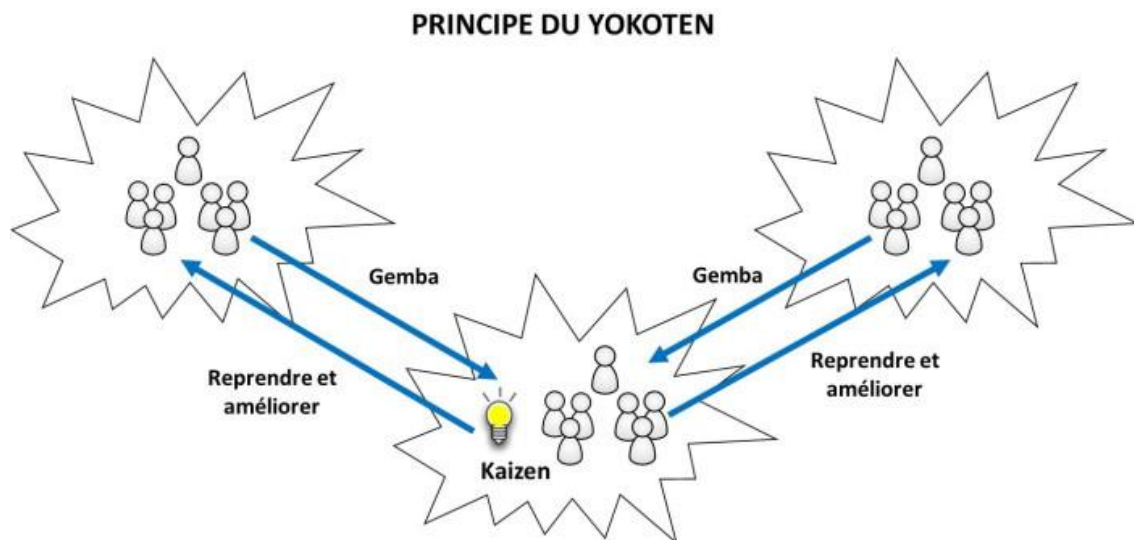 PRINCIPE DU YOKOTEN
Gemba
Gemba
Reprendre et
améliorer
Reprendre et
améliorer
Kaizen